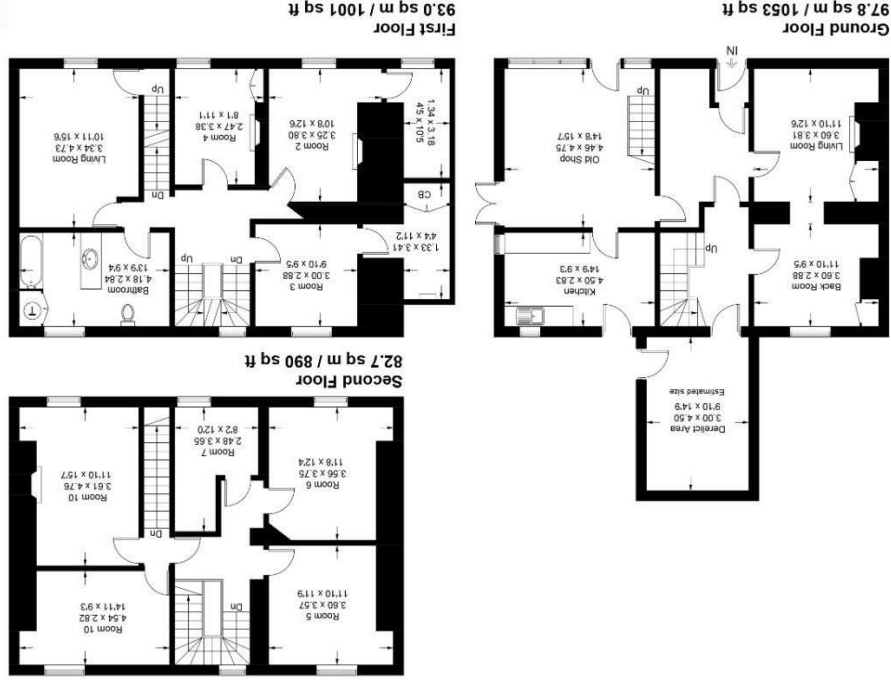 Room 5
3.60 x 3.57
11'10 x 11'9
Dn
Room 10
4.54 x 2.82
14'11 x 9'3
Room 6
3.56 x 3.75
11'8 x 12'4
Room 7
2.48 x 3.65
8'2 x 12'0
Dn
Room 10
3.61 x 4.76
11'10 x 15'7
Second Floor
82.7 sq m / 890 sq ft
Derelict Area
3.00 x 4.50
9'10 x 14'9
Estimated size
Back Room
3.60 x 2.88
11'10 x 9'5
Up
Kitchen
4.50 x 2.83
14'9 x 9'3
Living Room
3.60 x 3.81
11'10 x 12'6
Old Shop
4.46 x 4.75
14'8 x 15'7
Up
IN
Ground Floor
97.8 sq m / 1053 sq ft
1.33 x 3.41
4'4 x 11'2
Room 3
3.00 x 2.88
9'10 x 9'5
Dn
Up
Bathroom
4.18 x 2.84
13'9 x 9'4
T
CB
1.34 x 3.18
4'5 x 10'5
Room 2
3.25 x 3.80
10'8 x 12'6
Room 4
2.47 x 3.38
8'1 x 11'1
Dn
Up
Living Room
3.34 x 4.73
10'11 x 15'6
First Floor
93.0 sq m / 1001 sq ft